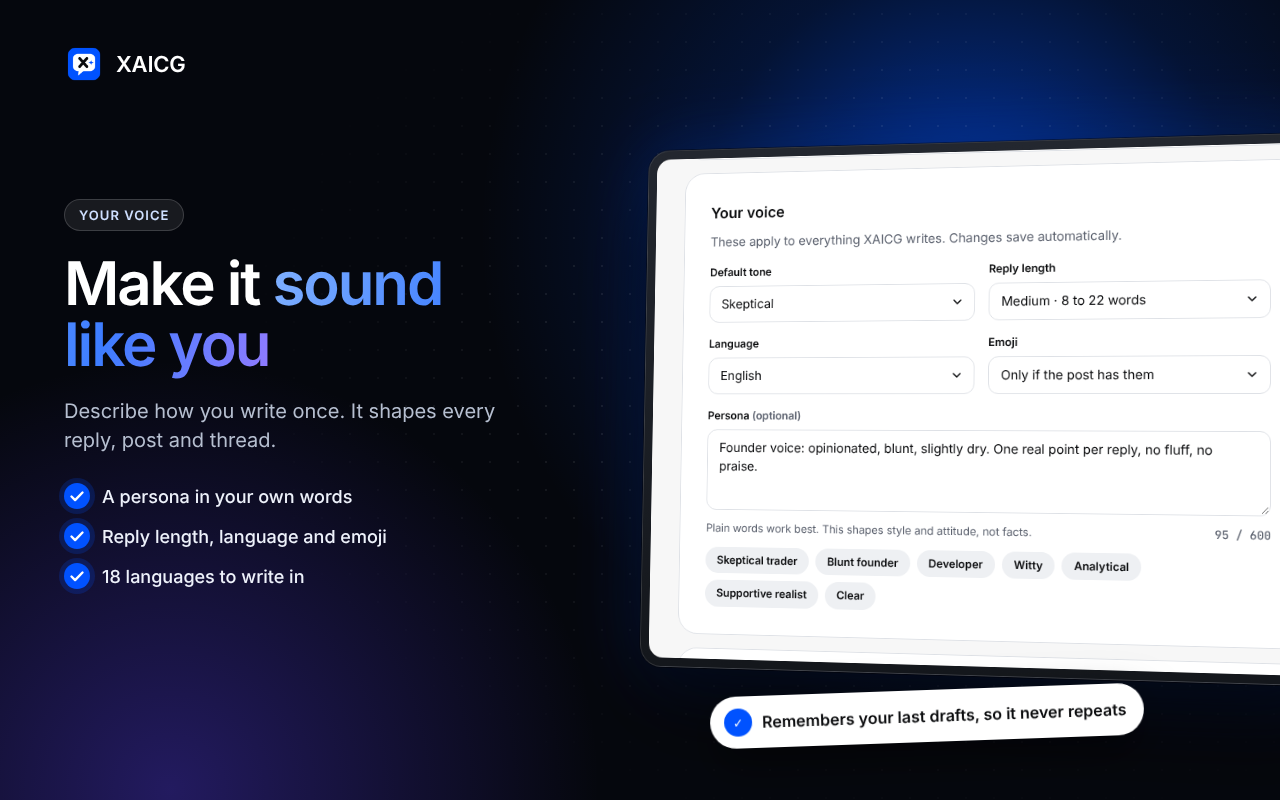 XAICG
YOUR VOICE
Make it sound
like you
Describe how you write once. It shapes every
reply, post and thread.
A persona in your own words
Reply length, language and emoji
18 languages to write in
Your voice
These apply to everything XAICG writes. Changes save automatically.
Default tone
Skeptical
Reply length
Medium · 8 to 22 words
Language
English
Emoji
Only if the post has them
Persona (optional)
Founder voice: opinionated, blunt, slightly dry. One real point per reply, no fluff, no
praise.
Plain words work best. This shapes style and attitude, not facts.
95 / 600
Skeptical trader
Blunt founder
Developer
Witty
Analytical
Supportive realist
Clear
Remembers your last drafts, so it never repeats